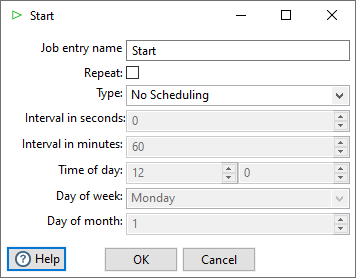 Start
Job entry name Start
Repeat:
Type: No Scheduling
Interval in seconds: 0
Interval in minutes: 60
Time of day: 12 0
Day of week: Monday
Day of month: 1
Help OK Cancel